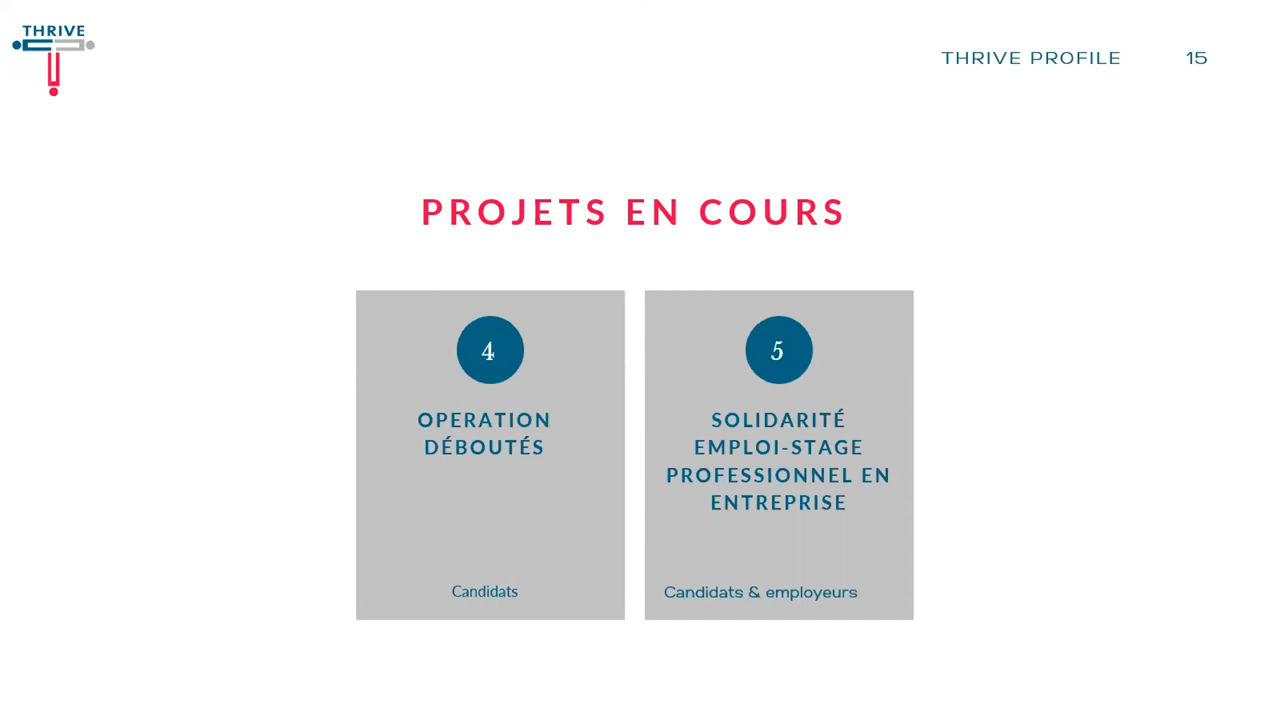 THRIVE
THRIVE PROFILE 15
PROJETS EN COURS
4
OPERATION
DÉBOUTÉS
Candidats
5
SOLIDARITÉ
EMPLOI-STAGE
PROFESSIONNEL EN
ENTREPRISE
Candidats & employeurs